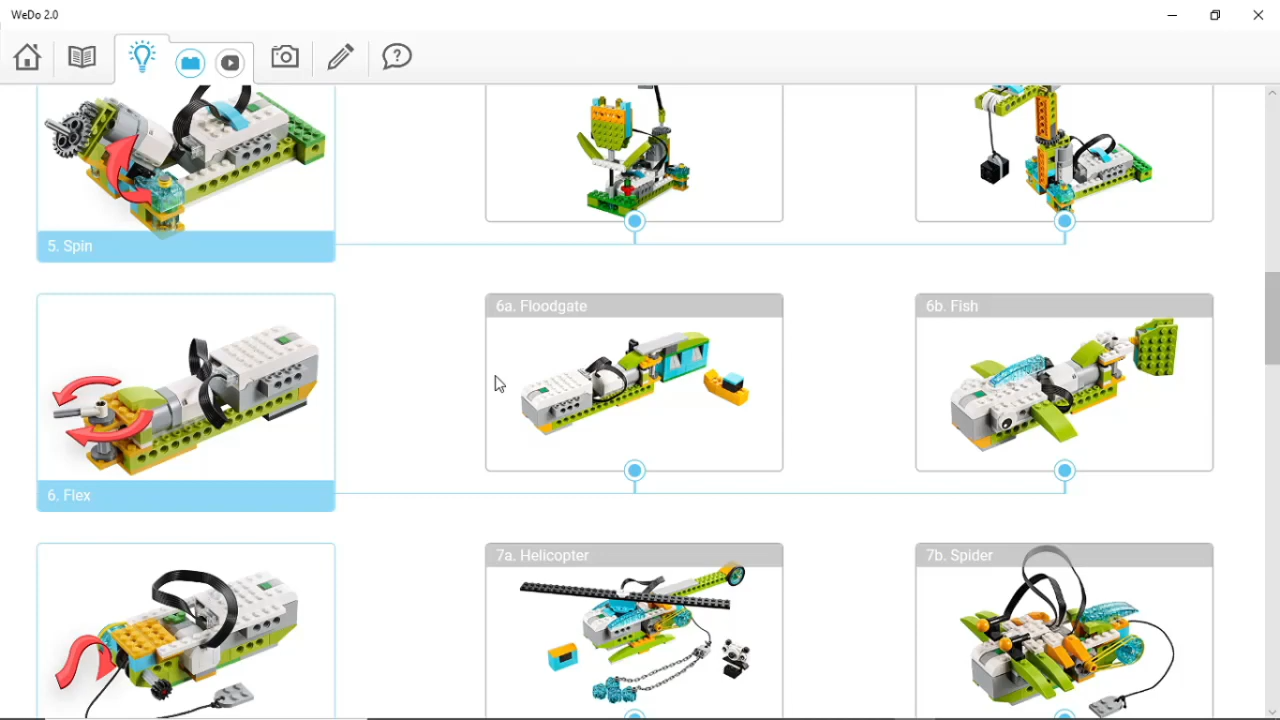 WeDo 2.0
5. Spin
6a. Floodgate
6b. Fish
6. Flex
7a. Helicopter
7b. Spider